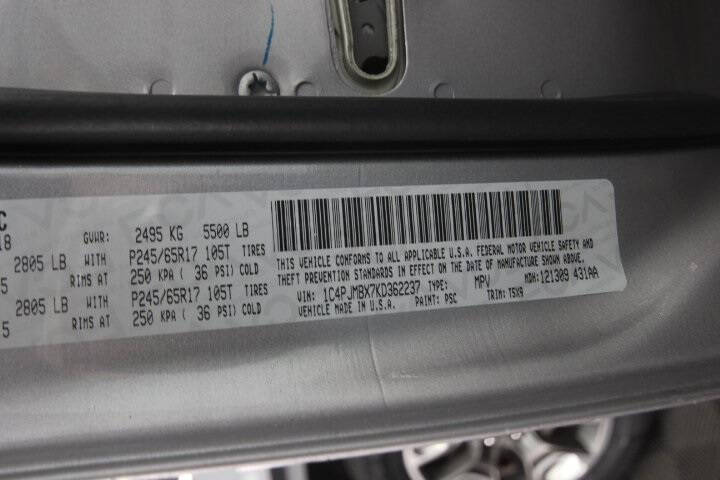 C
18
GVWR: 2495 KG 5500 LB
2805 LB WITH P245/65R17 105T TIRES
5 RIMS AT 250 KPA ( 36 PSI) COLD
2805 LB WITH P245/65R17 105T TIRES
5 RIMS AT 250 KPA ( 36 PSI) COLD
THIS VEHICLE CONFORMS TO ALL APPLICABLE U.S.A. FEDERAL MOTOR VEHICLE SAFETY, BUMPER AND
THEFT PREVENTION STANDARDS IN EFFECT ON THE DATE OF MANUFACTURE SHOWN ABOVE.
VIN: 1C4PJMBX7KD362237 TYPE: MPV MDH: 121309 431AA
VEHICLE MADE IN U.S.A. PAINT: PSC TRIM: T5X9
FCA